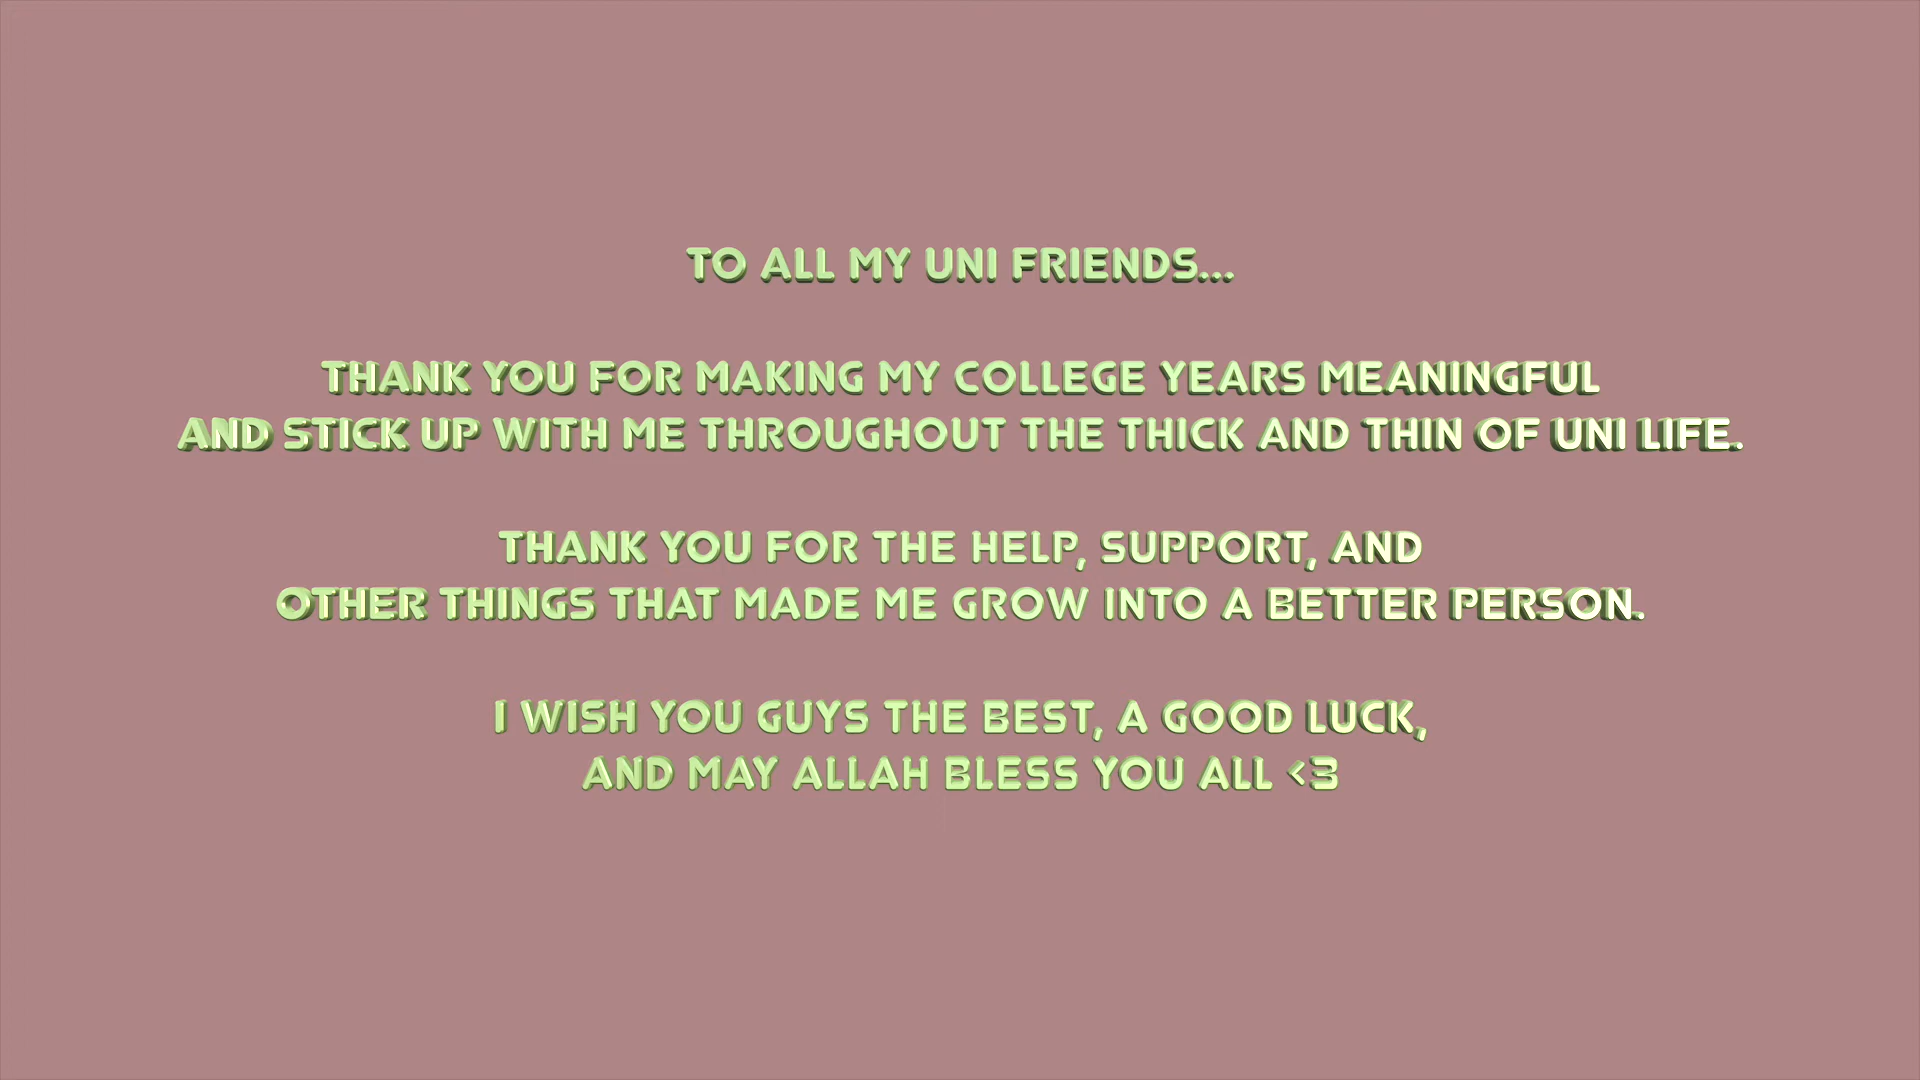 TO ALL MY UNI FRIENDS...
THANK YOU FOR MAKING MY COLLEGE YEARS MEANINGFUL
AND STICK UP WITH ME THROUGHOUT THE THICK AND THIN OF UNI LIFE.
THANK YOU FOR THE HELP, SUPPORT, AND
OTHER THINGS THAT MADE ME GROW INTO A BETTER PERSON.
I WISH YOU GUYS THE BEST, A GOOD LUCK,
AND MAY ALLAH BLESS YOU ALL <3